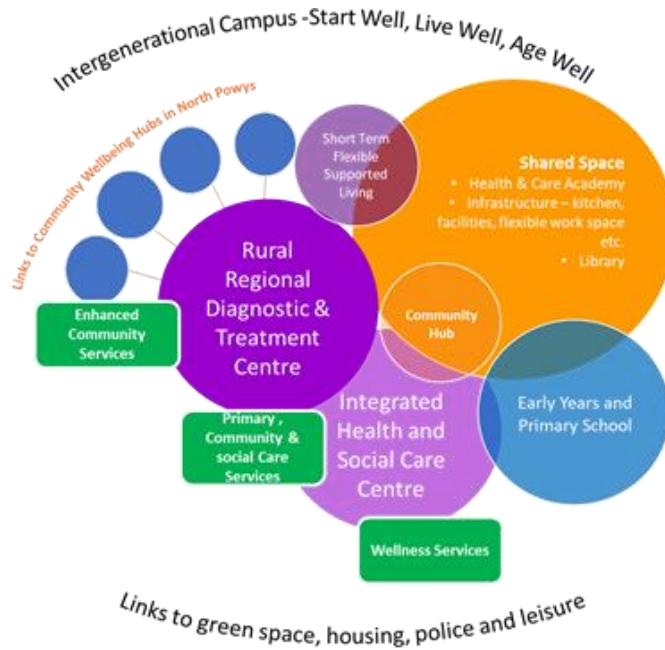 Intergenerational Campus -Start Well, Live Well, Age Well
Links to Community Wellbeing Hubs in North Powys
Short Term
Flexible
Supported
Living
Shared Space
• Health & Care Academy
• Infrastructure – kitchen,
facilities, flexible work space
etc.
• Library
Rural
Regional
Diagnostic &
Treatment
Centre
Community
Hub
Enhanced
Community
Services
Integrated
Health and
Social Care
Centre
Early Years and
Primary School
Primary ,
Community &
social Care
Services
Wellness Services
Links to green space, housing, police and leisure